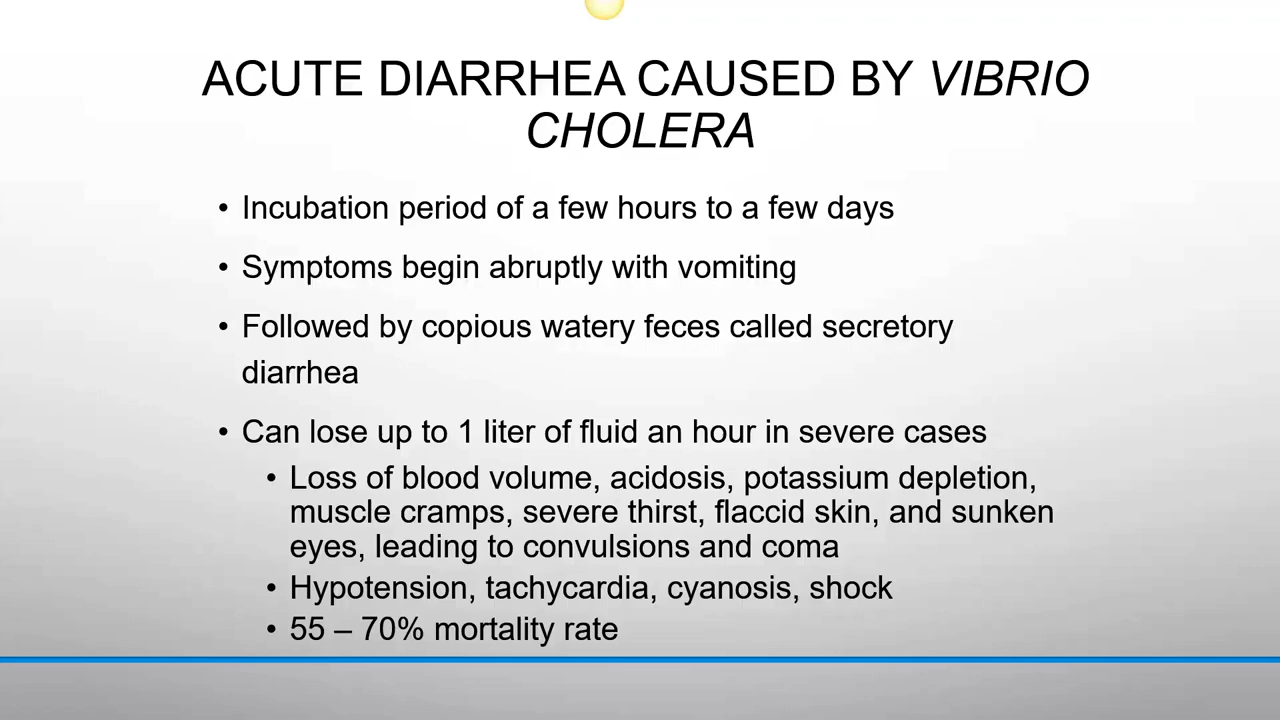 ACUTE DIARRHEA CAUSED BY VIBRIO
CHOLERA
• Incubation period of a few hours to a few days
• Symptoms begin abruptly with vomiting
• Followed by copious watery feces called secretory
diarrhea
• Can lose up to 1 liter of fluid an hour in severe cases
• Loss of blood volume, acidosis, potassium depletion,
muscle cramps, severe thirst, flaccid skin, and sunken
eyes, leading to convulsions and coma
• Hypotension, tachycardia, cyanosis, shock
• 55 – 70% mortality rate